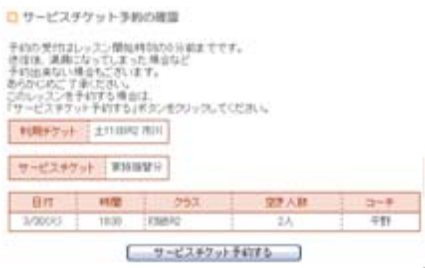 サービスチケット予約の確認
予約の受付はレッスン開始時刻の0分前までです。
送信後、満席になってしまった場合など
予約出来ない場合もございます。
あらかじめご了承ください。
このレッスンを予約する場合は、
「サービスチケット予約する」ボタンをクリックしてください。
利用チケット
サービスチケット 振替分
日付 時間 クラス 空き人数 コーチ
2人 平野
サービスチケット予約する